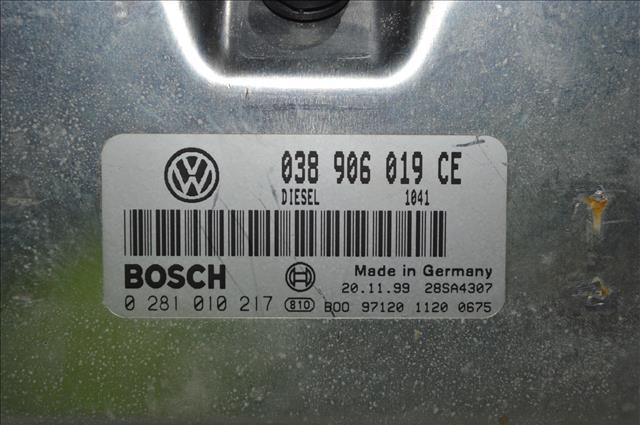 038 906 019 CE
DIESEL 1041
BOSCH Made in Germany
20.11.99 28SA4307
0 281 010 217 810 B00 97120 1120 0675